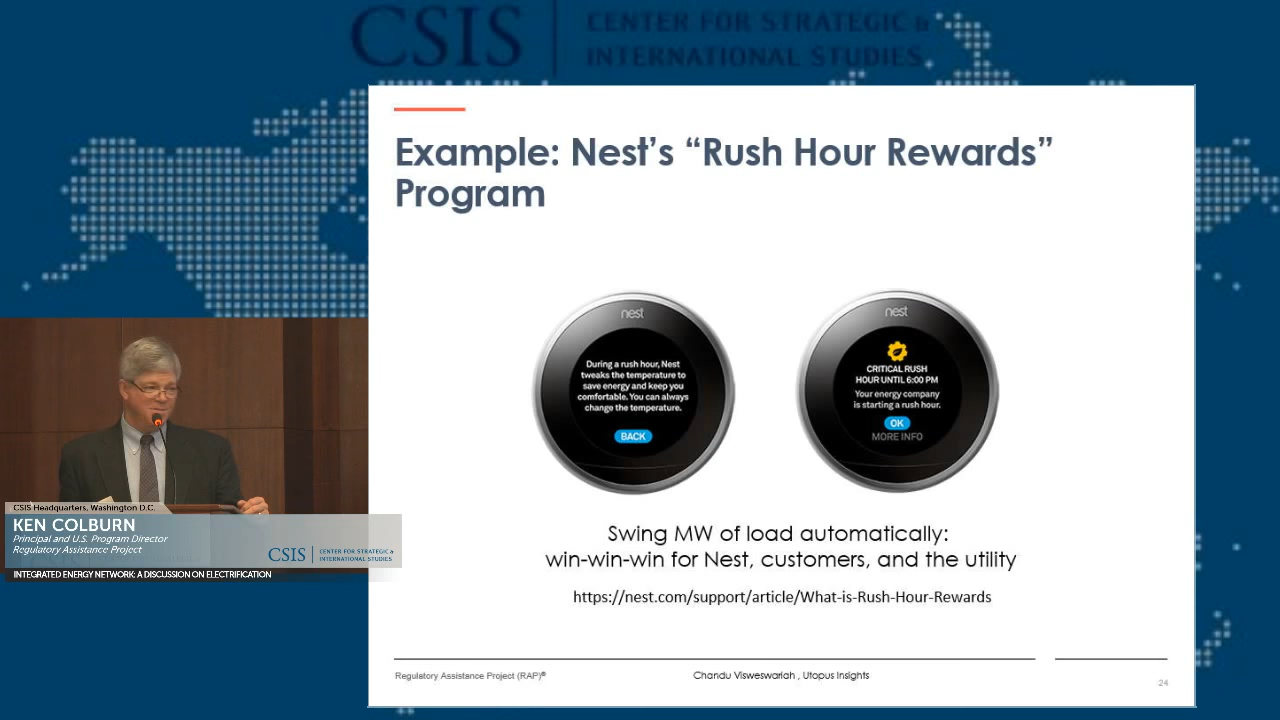 CSIS
CENTER FOR STRATEGIC &
INTERNATIONAL STUDIES
Example: Nest's “Rush Hour Rewards”
Program
nest
During a rush hour, Nest
tweaks the temperature to
save energy and keep you
comfortable. You can always
change the temperature.
BACK
nest
CRITICAL RUSH
HOUR UNTIL 6:00 PM
Your energy company
is starting a rush hour.
OK
MORE INFO
Swing MW of load automatically:
win-win-win for Nest, customers, and the utility
https://nest.com/support/article/What-is-Rush-Hour-Rewards
Regulatory Assistance Project (RAP)®
Chandu Visweswariah , Utopus Insights
24
CSIS Headquarters, Washington D.C.
KEN COLBURN
Principal and U.S. Program Director
Regulatory Assistance Project
CSIS
CENTER FOR STRATEGIC &
INTERNATIONAL STUDIES
INTEGRATED ENERGY NETWORK: A DISCUSSION ON ELECTRIFICATION